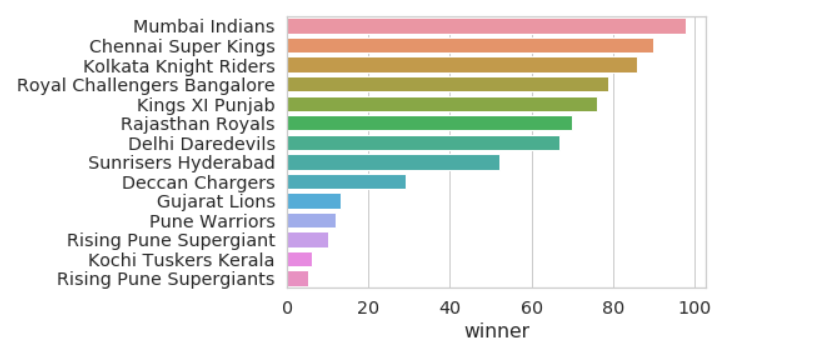 Mumbai Indians
Chennai Super Kings
Kolkata Knight Riders
Royal Challengers Bangalore
Kings XI Punjab
Rajasthan Royals
Delhi Daredevils
Sunrisers Hyderabad
Deccan Chargers
Gujarat Lions
Pune Warriors
Rising Pune Supergiant
Kochi Tuskers Kerala
Rising Pune Supergiants
0 20 40 60 80 100
winner